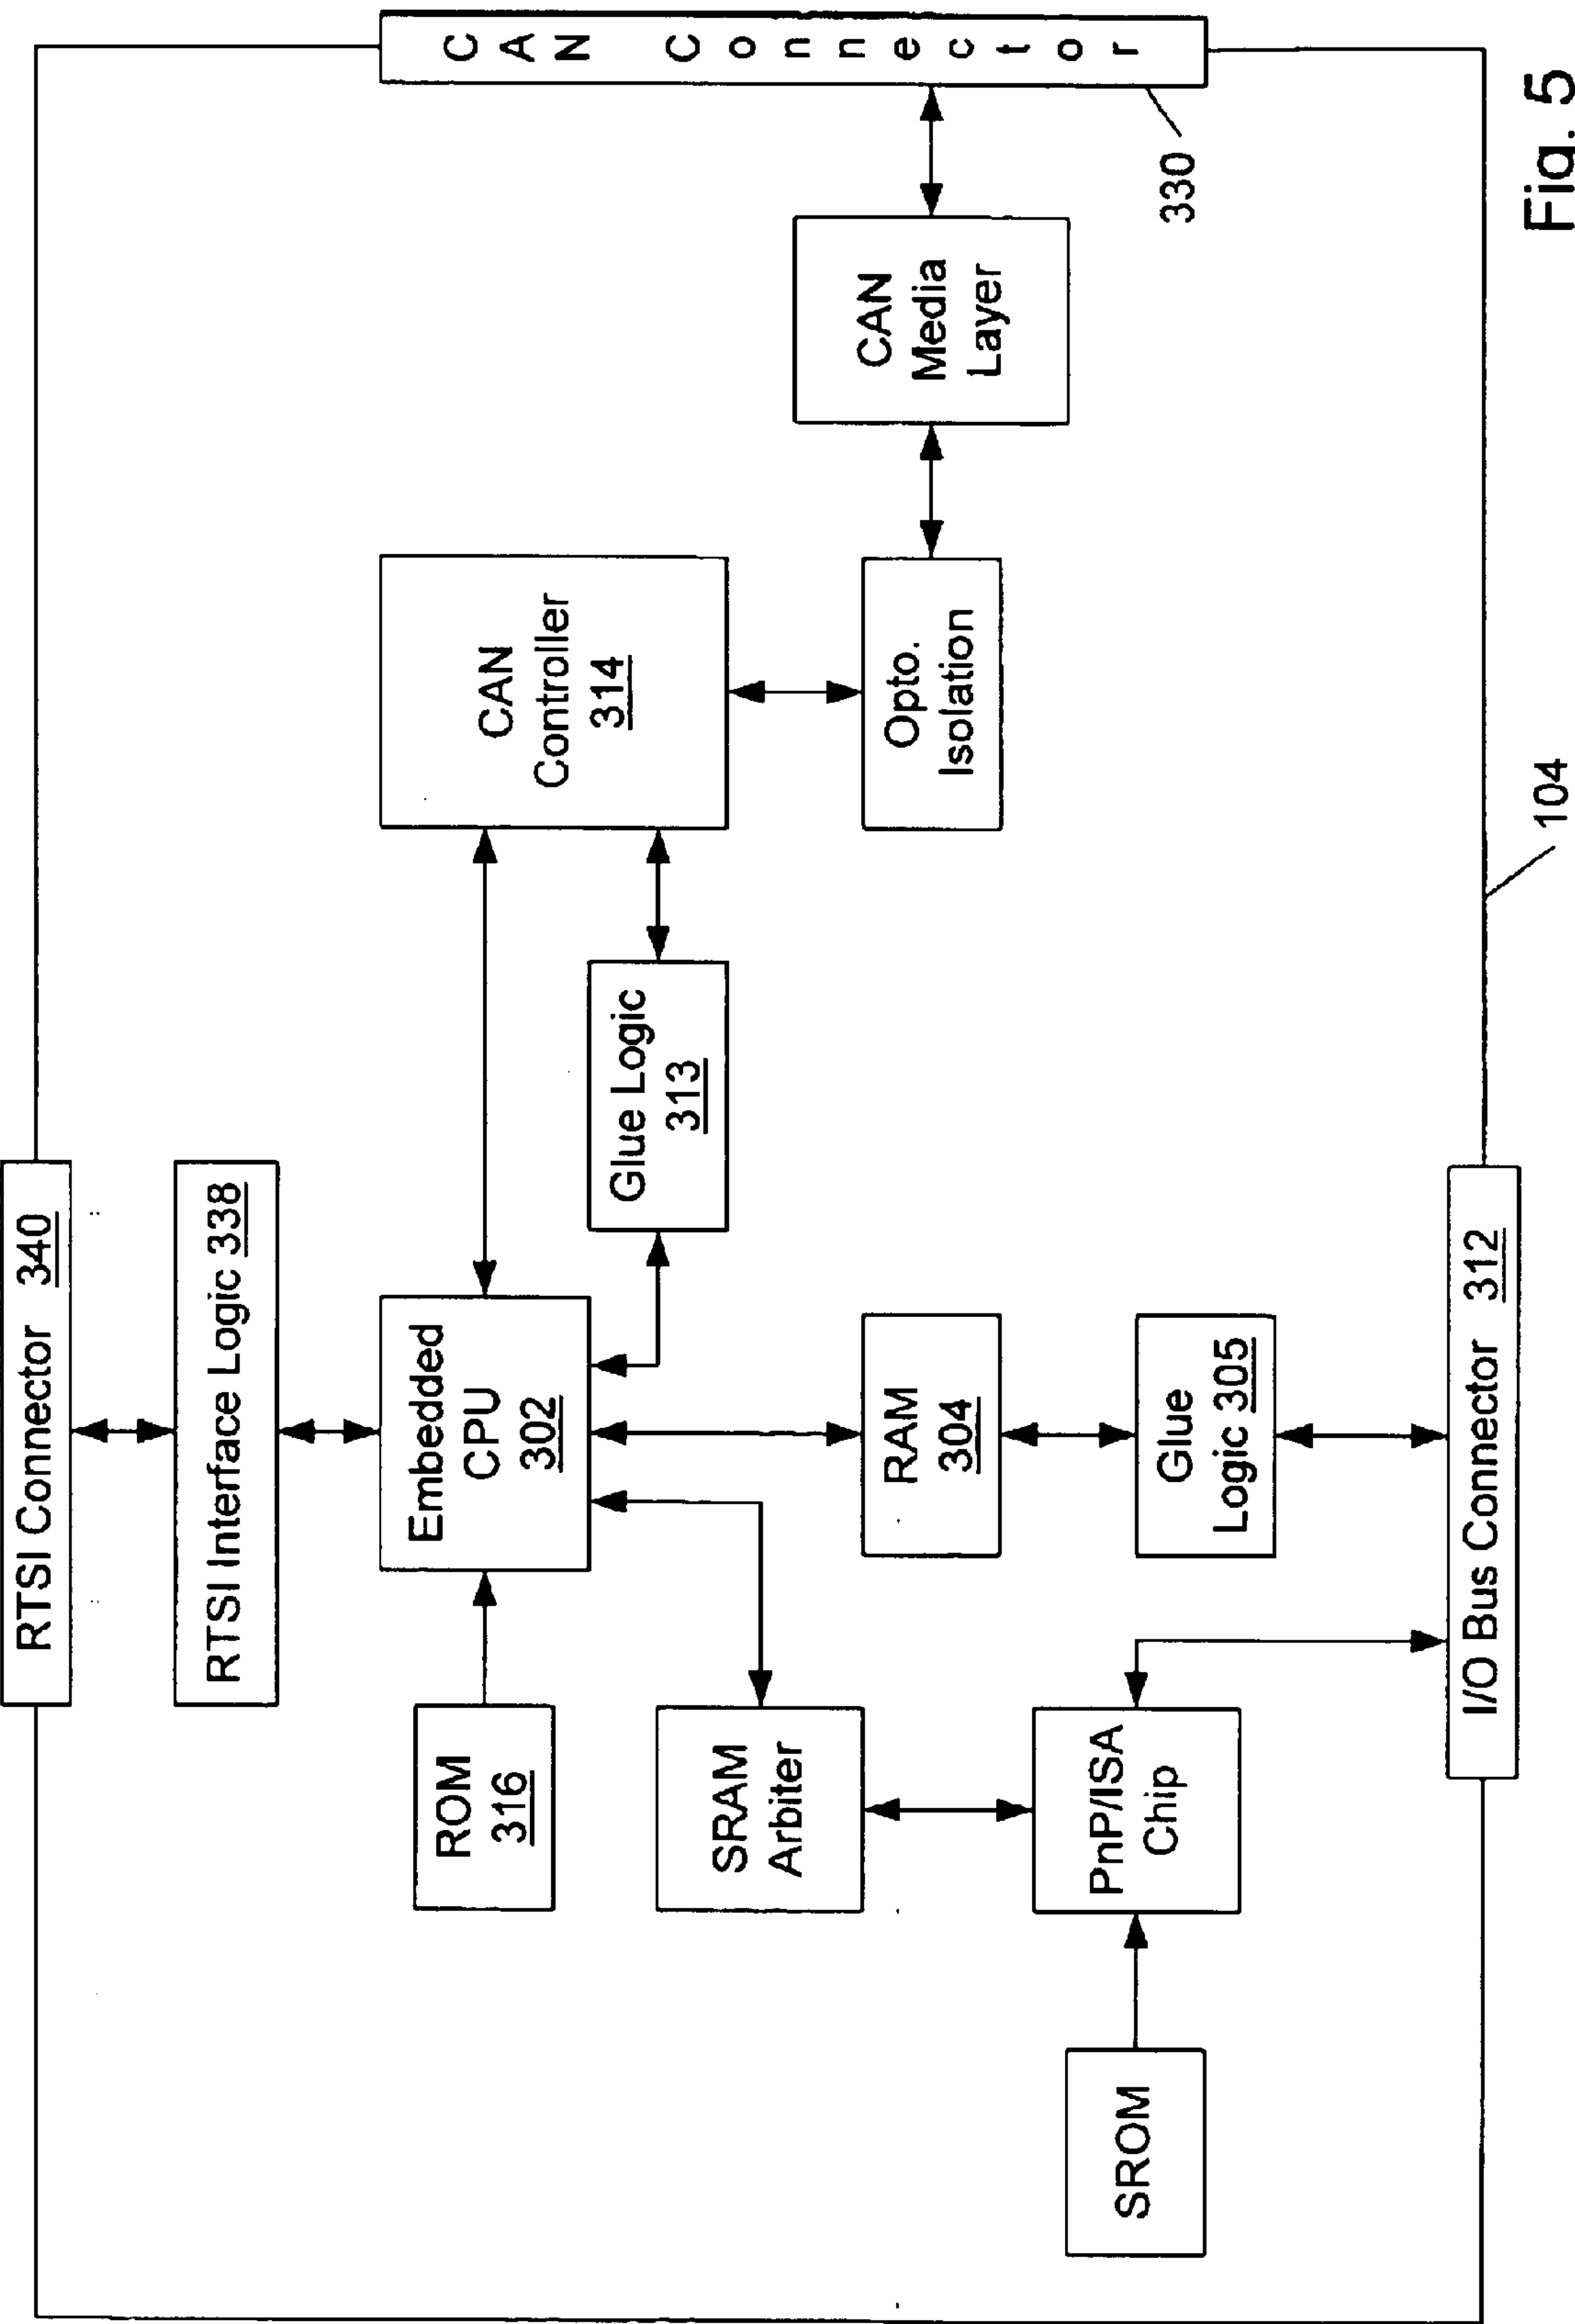 RTSI Connector 340
RTSI Interface Logic 338
ROM
316
Embedded
CPU
302
CAN
Controller
314
CAN Connector
330
SRAM
Arbiter
Glue Logic
313
CAN
Media
Layer
RAM
304
Opto.
Isolation
SROM
PnP/ISA
Chip
Glue
Logic 305
I/O Bus Connector 312
104
Fig. 5